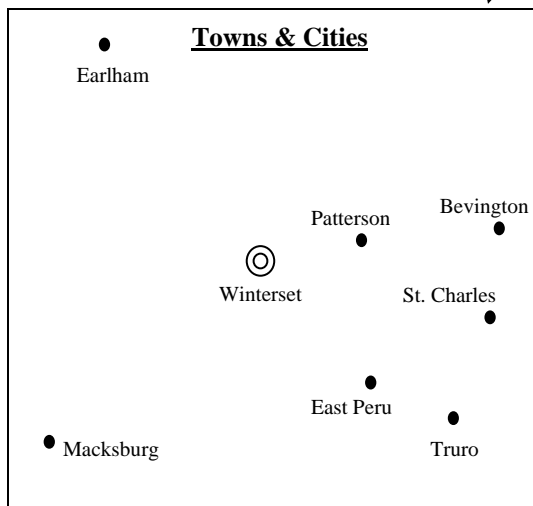 Towns & Cities
Earlham
Bevington
Patterson
Winterset
St. Charles
East Peru
Macksburg
Truro